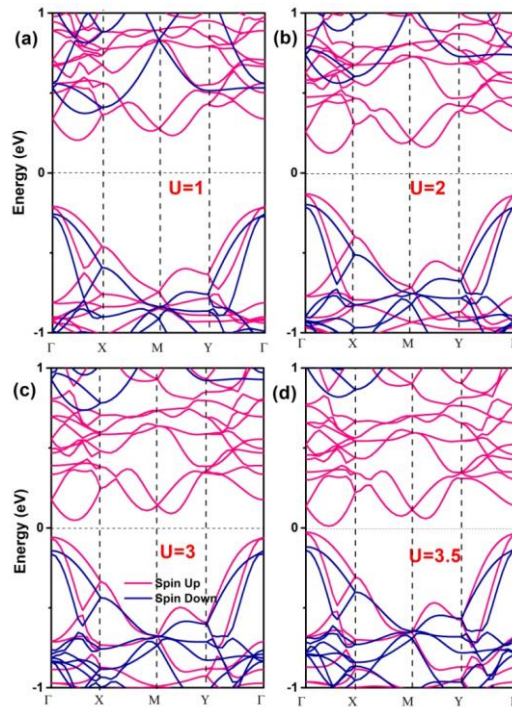 (a)
(b)
1
1
Energy (eV)
0
0
U=1
U=2
-1
-1
Γ X M Y Γ
Γ X M Y Γ
(c)
(d)
1
1
Energy (eV)
0
0
U=3
U=3.5
Spin Up
Spin Down
-1
-1
Γ X M Y Γ
Γ X M Y Γ